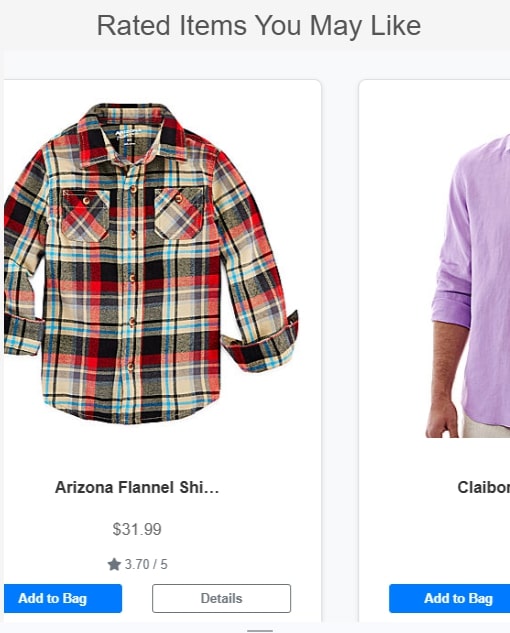 Rated Items You May Like
Arizona Flannel Shi...
$31.99
3.70 / 5
Add to Bag
Details
Claibor
Add to Bag